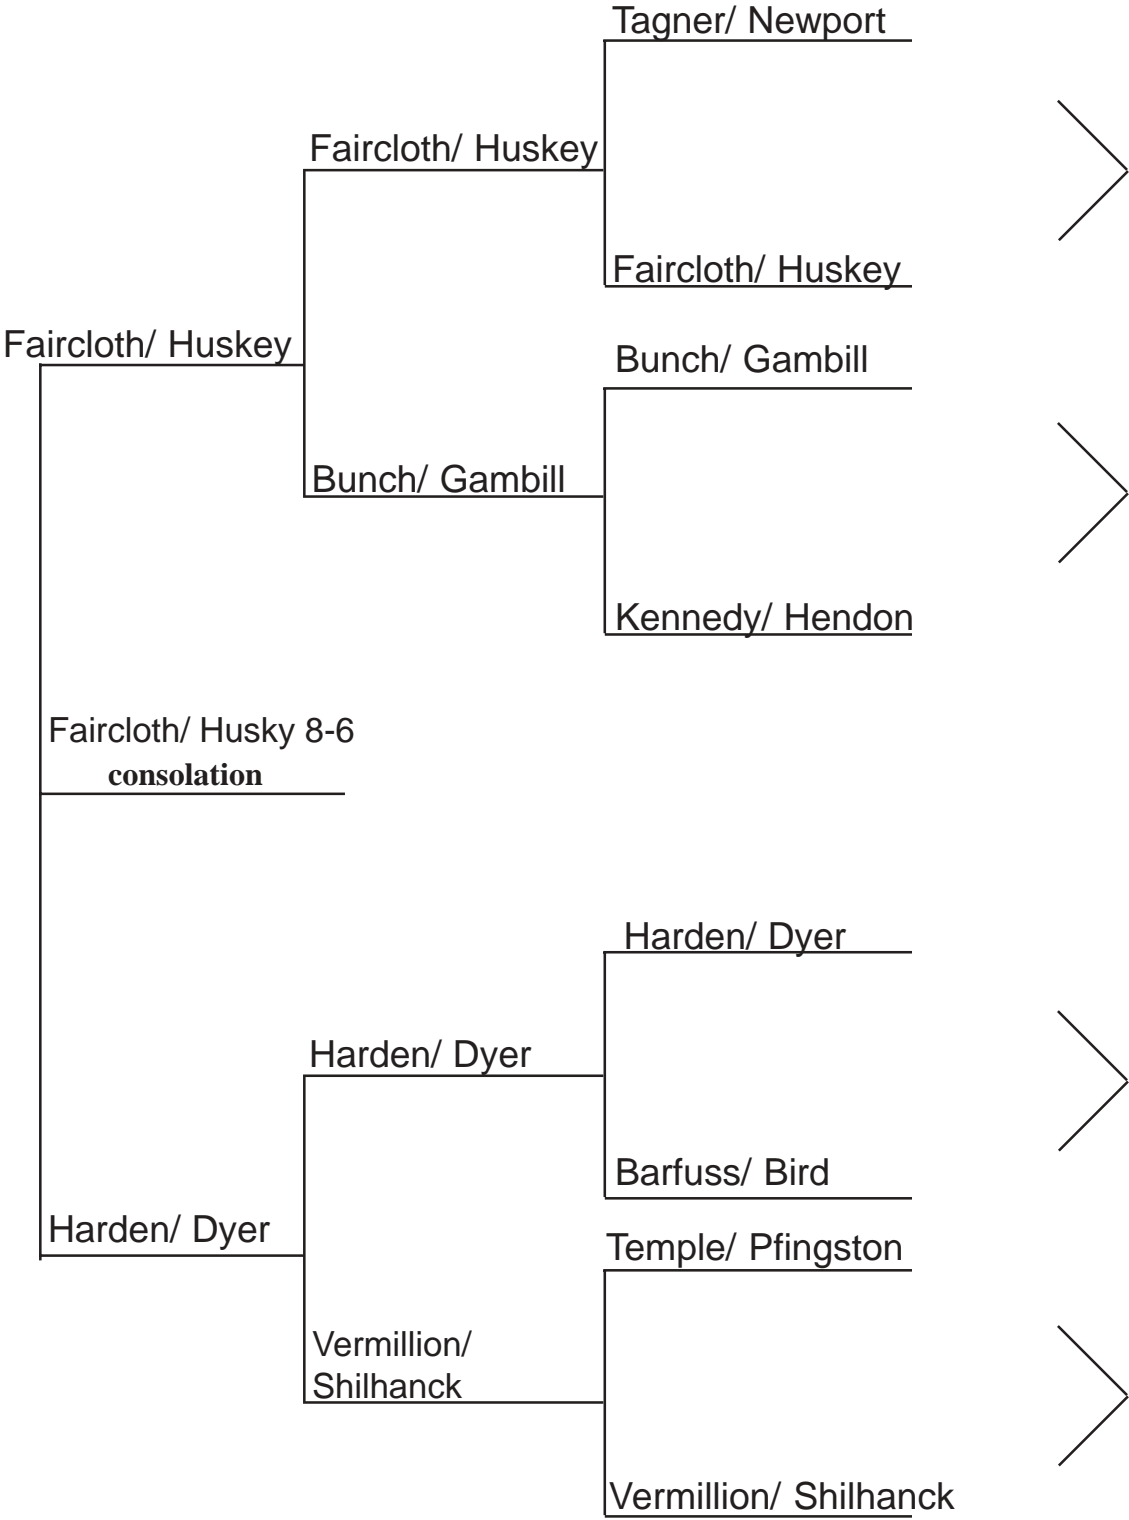 Tagner/ Newport
Faircloth/ Huskey
Faircloth/ Huskey
Faircloth/ Huskey
Bunch/ Gambill
Bunch/ Gambill
Kennedy/ Hendon
Faircloth/ Husky 8-6
consolation
Harden/ Dyer
Harden/ Dyer
Barfuss/ Bird
Harden/ Dyer
Temple/ Pfingston
Vermillion/
Shilhanck
Vermillion/ Shilhanck